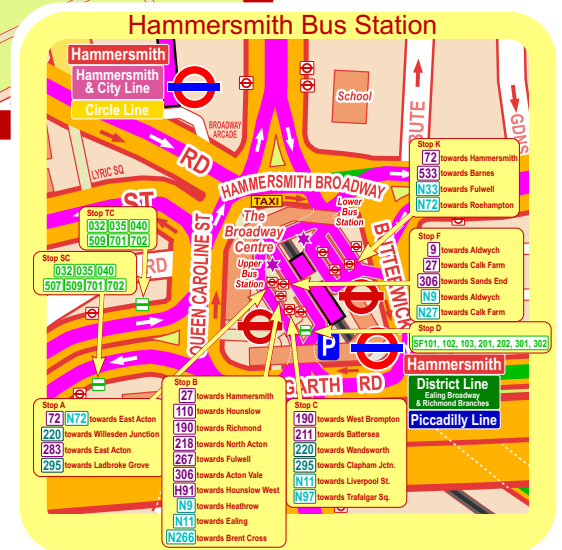 Hammersmith Bus Station
Hammersmith
Hammersmith
& City Line
Circle Line
BROADWAY
ARCADE
School
BUTE
GDNS
LYRIC SQ
RD
ST
RD
HAMMERSMITH BROADWAY
TAXI
The
Broadway
Centre
Lower
Bus
Station
Upper
Bus
Station
QUEEN CAROLINE ST
BUTTERWICK
GARTH RD
P
Stop K
72 towards Hammersmith
533 towards Barnes
N33 towards Fulwell
N72 towards Roehampton
Stop TC
032 035 040
509 701 702
Stop SC
032 035 040
507 509 701 702
Stop F
9 towards Aldwych
27 towards Calk Farm
306 towards Sands End
N9 towards Aldwych
N27 towards Calk Farm
Stop D
SF101, 102, 103, 201, 202, 301, 302
Hammersmith
District Line
Ealing Broadway
& Richmond Branches
Piccadilly Line
Stop A
72 N72 towards East Acton
220 towards Willesden Junction
283 towards East Acton
295 towards Ladbroke Grove
Stop B
27 towards Hammersmith
110 towards Hounslow
190 towards Richmond
218 towards North Acton
267 towards Fulwell
306 towards Acton Vale
H91 towards Hounslow West
N9 towards Heathrow
N11 towards Ealing
N266 towards Brent Cross
Stop C
190 towards West Brompton
211 towards Battersea
220 towards Wandsworth
295 towards Clapham Jctn.
N11 towards Liverpool St.
N97 towards Trafalgar Sq.